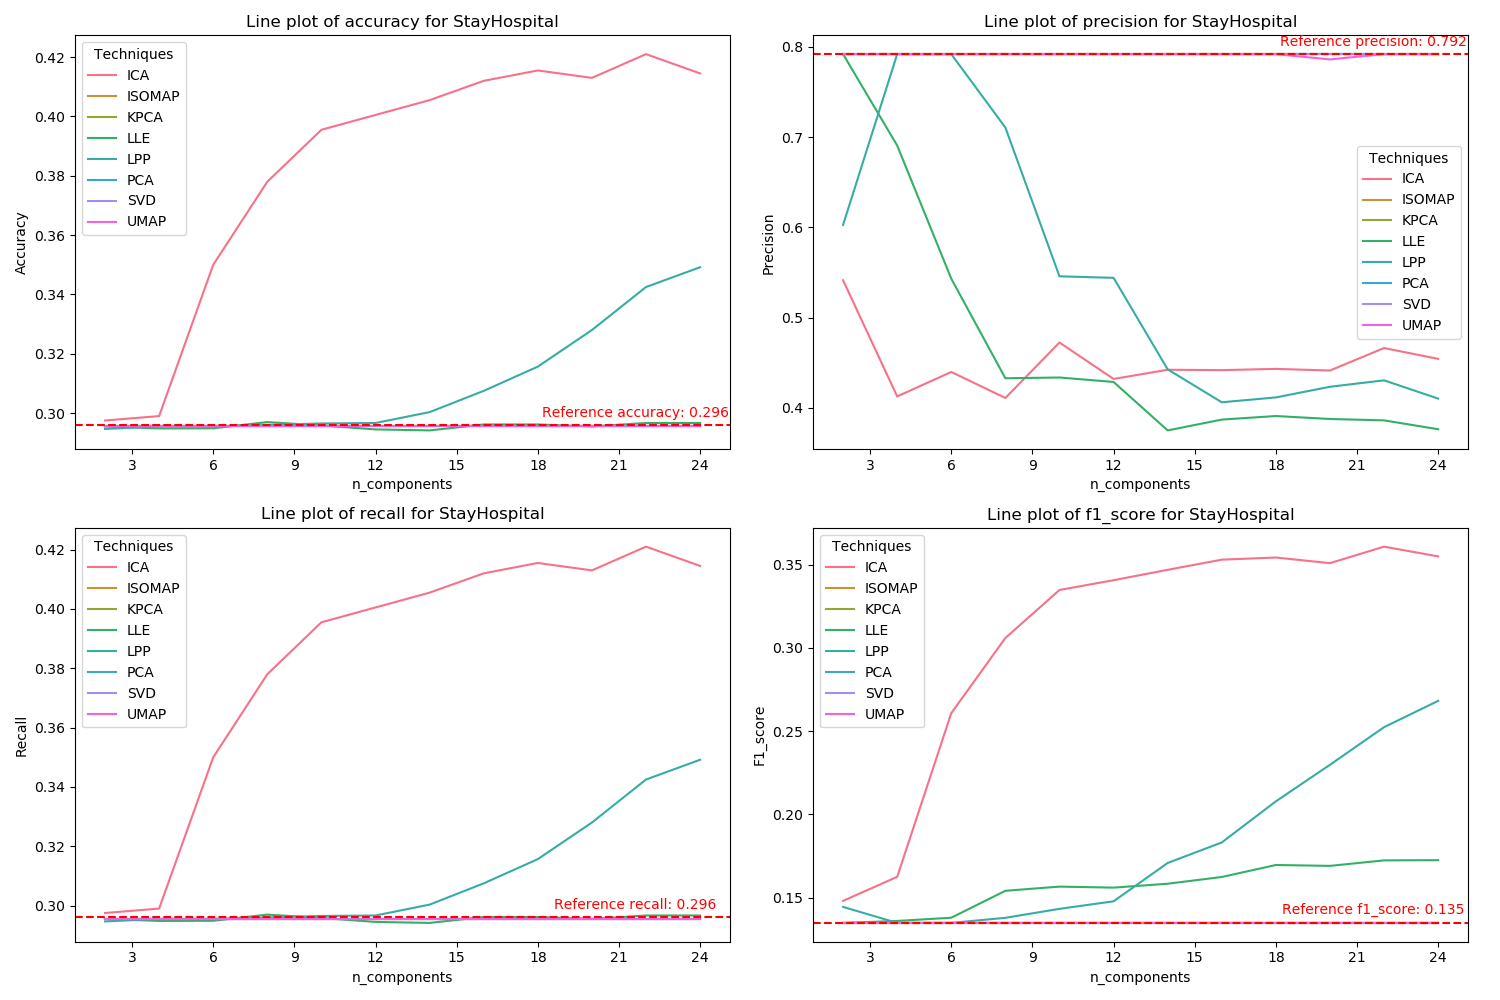 Line plot of accuracy for StayHospital
Techniques
ICA
ISOMAP
KPCA
LLE
LPP
PCA
SVD
UMAP
0.42
0.40
0.38
0.36
0.34
0.32
0.30
Accuracy
Reference accuracy: 0.296
3 6 9 12 15 18 21 24
n_components
Line plot of precision for StayHospital
Reference precision: 0.792
Techniques
ICA
ISOMAP
KPCA
LLE
LPP
PCA
SVD
UMAP
0.8
0.7
0.6
0.5
0.4
Precision
3 6 9 12 15 18 21 24
n_components
Line plot of recall for StayHospital
Techniques
ICA
ISOMAP
KPCA
LLE
LPP
PCA
SVD
UMAP
0.42
0.40
0.38
0.36
0.34
0.32
0.30
Recall
Reference recall: 0.296
3 6 9 12 15 18 21 24
n_components
Line plot of f1_score for StayHospital
Techniques
ICA
ISOMAP
KPCA
LLE
LPP
PCA
SVD
UMAP
0.35
0.30
0.25
0.20
0.15
F1_score
Reference f1_score: 0.135
3 6 9 12 15 18 21 24
n_components